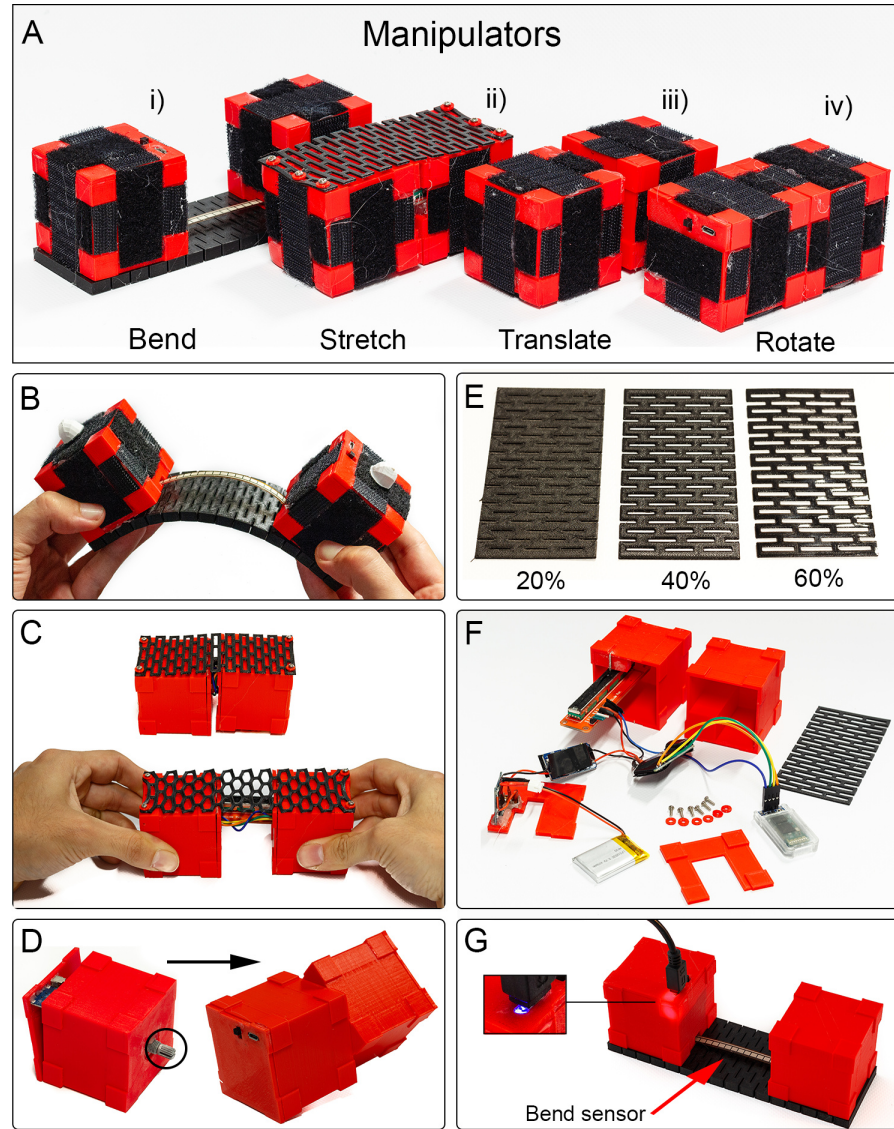 A
Manipulators
i)
ii)
iii)
iv)
Bend
Stretch
Translate
Rotate
B
E
20%
40%
60%
C
F
D
G
Bend sensor